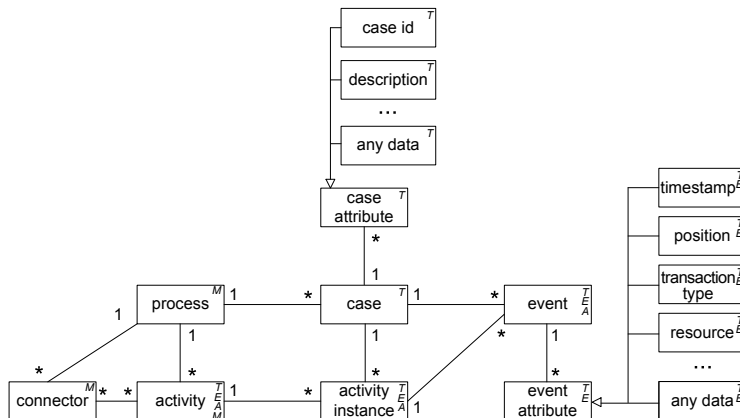 case id T
description T
...
any data T
case T
attribute
timestamp T
E
position T
E
transaction T
type E
resource T
E
...
any data T
E
*
1
process M
1
*
case T
1
*
event T
E
A
1
*
1
*
1
*
*
1
*
connector M
*
*
activity T
E
A
M
1
*
activity T
instance E
A
1
event T
attribute E